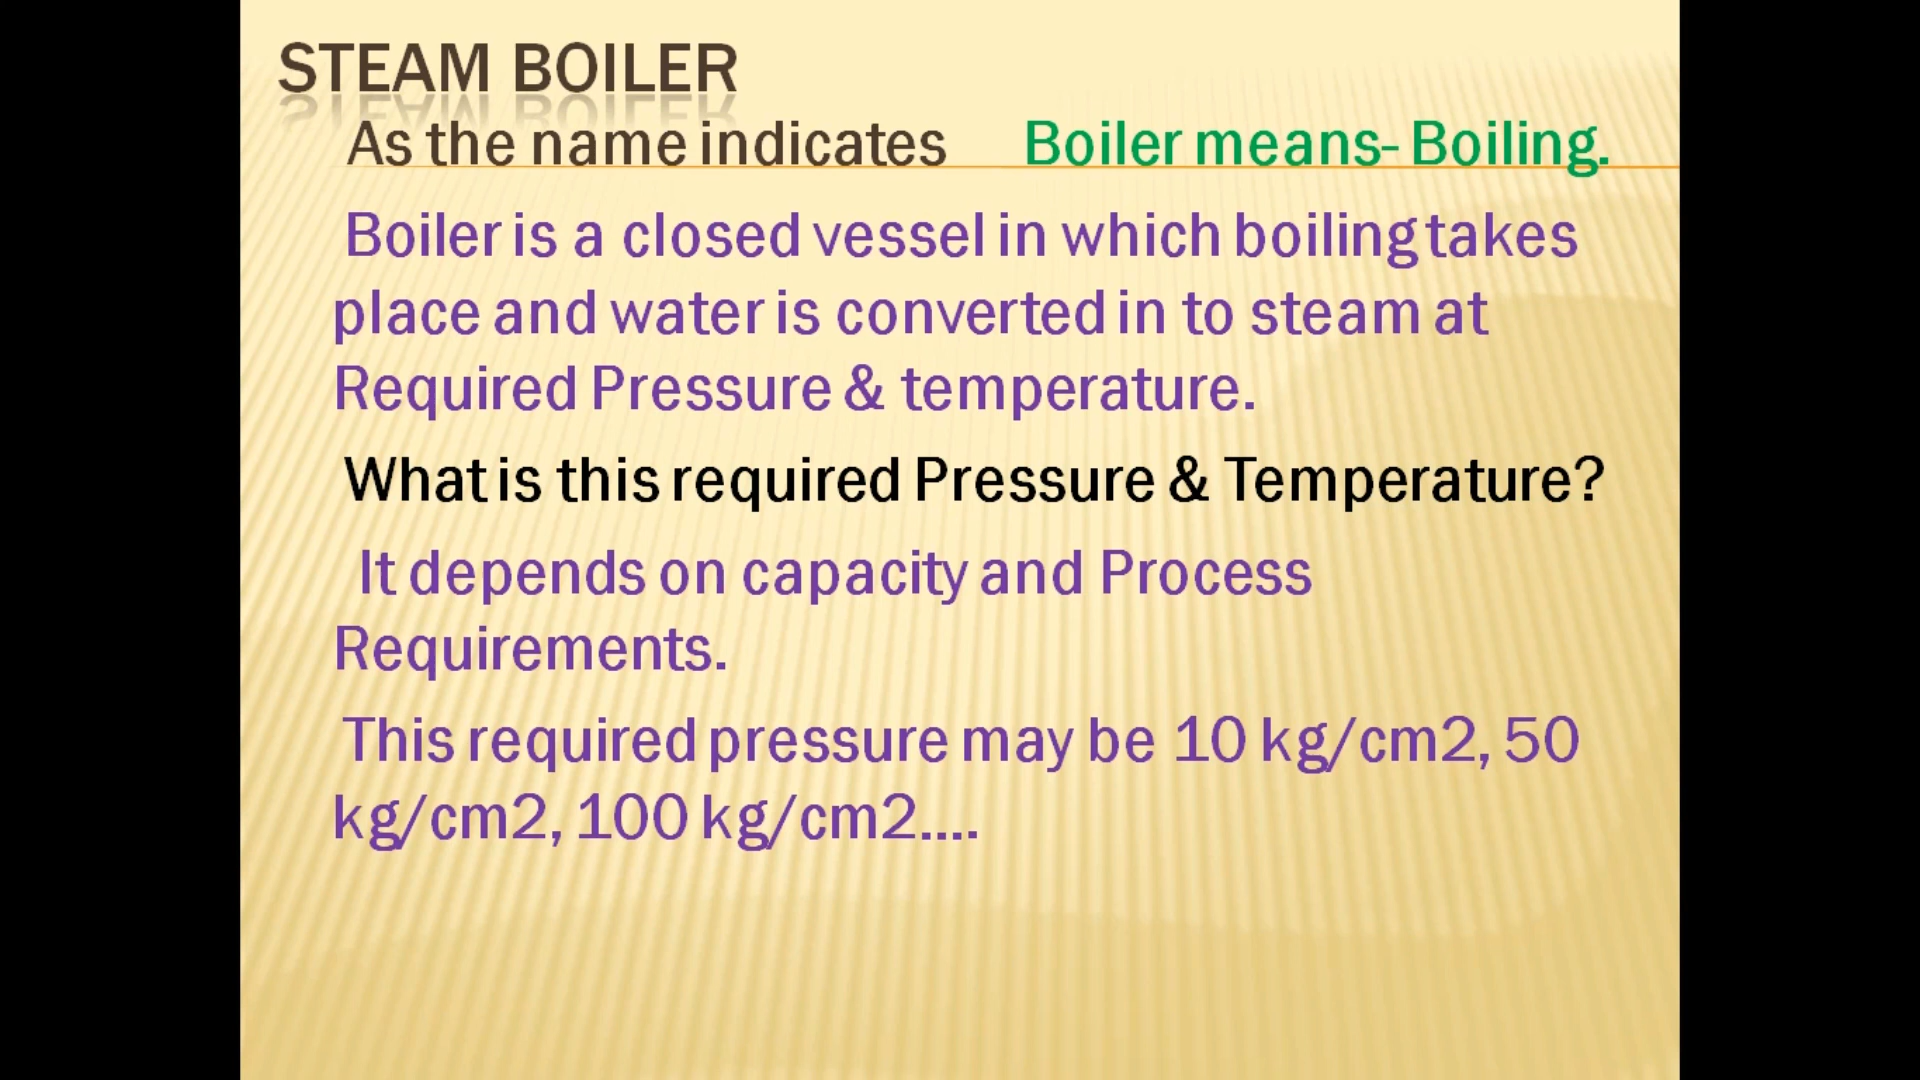 STEAM BOILER
As the name indicates Boiler means- Boiling.
Boiler is a closed vessel in which boiling takes
place and water is converted in to steam at
Required Pressure & temperature.
What is this required Pressure & Temperature?
It depends on capacity and Process
Requirements.
This required pressure may be 10 kg/cm2, 50
kg/cm2, 100 kg/cm2....